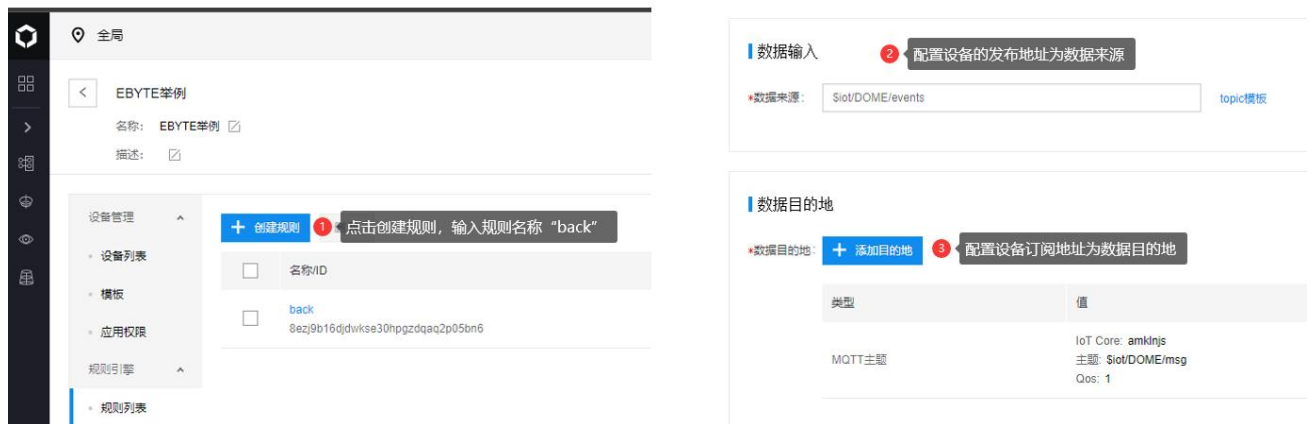 全局
EBYTE举例
名称： EBYTE举例
描述：
设备管理
设备列表
模板
应用权限
规则引擎
规则列表
+ 创建规则
1 点击创建规则，输入规则名称“back”
名称/ID
back
8ezj9b16djdwkse30hpgzdqaq2p05bn6
数据输入
2 配置设备的发布地址为数据来源
*数据来源： $iot/DOME/events topic模板
数据目的地
*数据目的地： + 添加目的地
3 配置设备订阅地址为数据目的地
类型 值
MQTT主题
IoT Core: amklnjs
主题: $iot/DOME/msg
Qos: 1